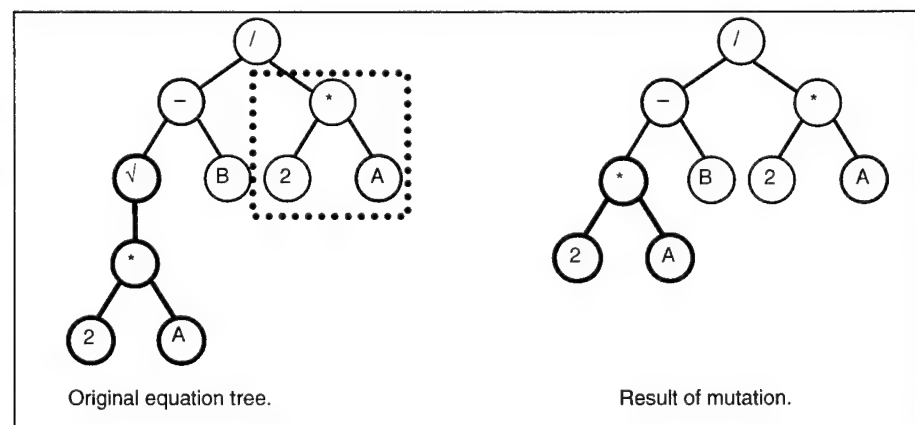 / /
− * − *
√ B 2 A * B 2 A
* 2 A
2 A
Original equation tree. Result of mutation.